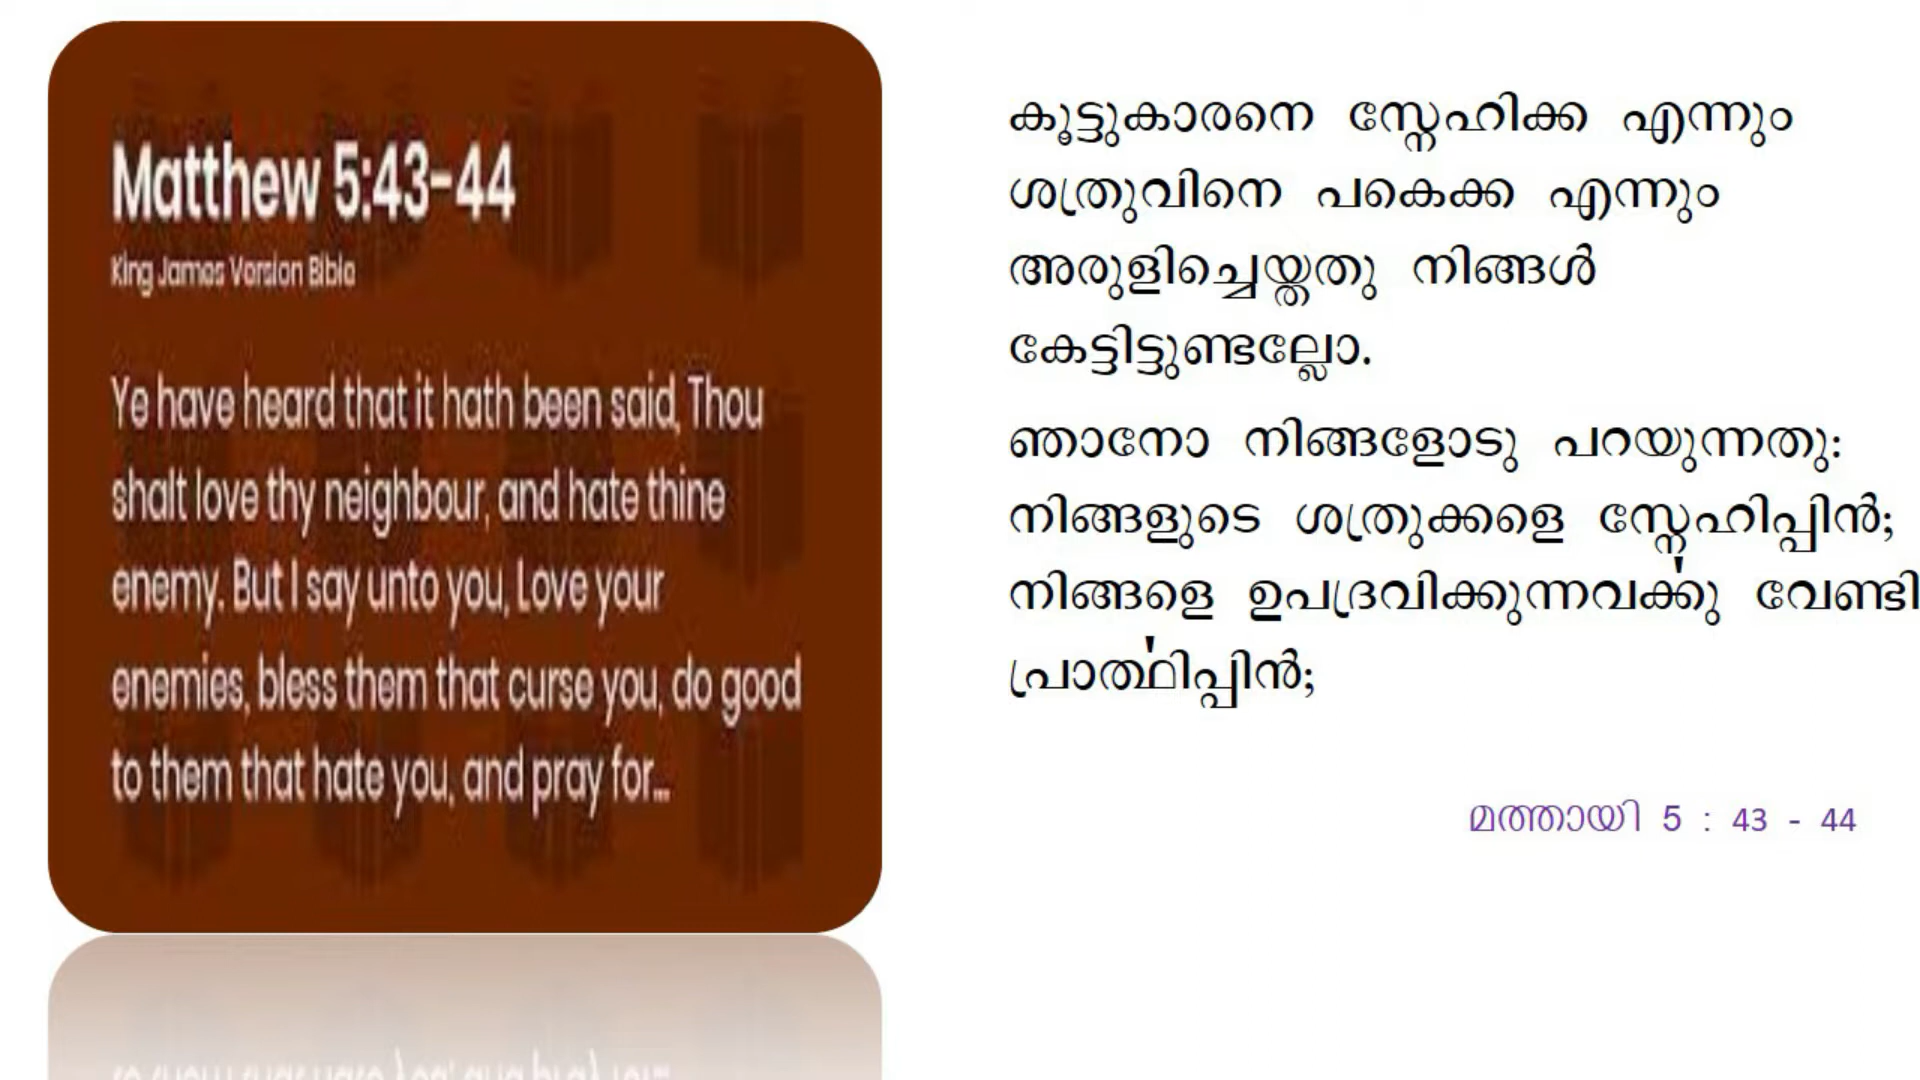 Matthew 5:43-44
King James Version Bible
Ye have heard that it hath been said, Thou
shalt love thy neighbour, and hate thine
enemy. But I say unto you, Love your
enemies, bless them that curse you, do good
to them that hate you, and pray for...
കൂട്ടുകാരനെ സ്നേഹിക്ക എന്നും
ശത്രുവിനെ പകെക്ക എന്നും
അരുളിച്ചെയ്തതു നിങ്ങൾ
കേട്ടിട്ടുണ്ടല്ലോ.
ഞാനോ നിങ്ങളോടു പറയുന്നതു:
നിങ്ങളുടെ ശത്രുക്കളെ സ്നേഹിപ്പിൻ;
നിങ്ങളെ ഉപദ്രവിക്കുന്നവൎക്കു വേണ്ടി
പ്രാൎത്ഥിപ്പിൻ;
മത്തായി 5 : 43 - 44